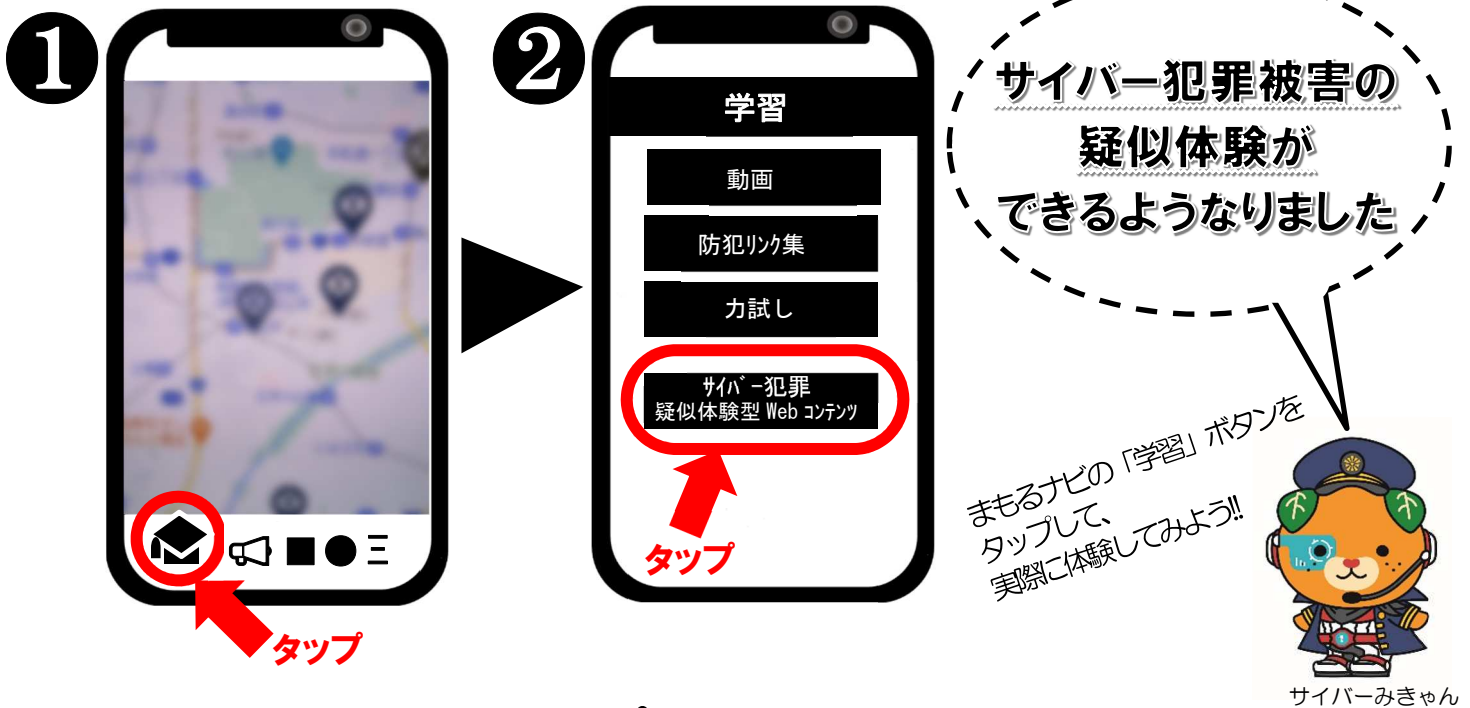 ❶
タップ
❷
学習
動画
防犯ﾘﾝｸ集
力試し
ｻｲﾊﾞｰ犯罪
疑似体験型 Web ｺﾝﾃﾝﾂ
タップ
サイバー犯罪被害の
疑似体験が
できるようなりました
まもるナビの「学習」ボタンを
タップして、
実際に体験してみよう!!
サイバーみきゃん